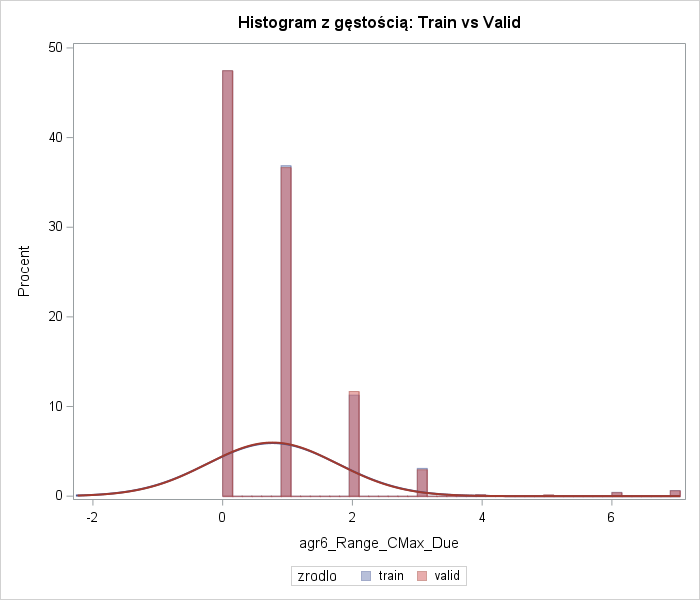 Histogram z gęstością: Train vs Valid
50
40
30
20
10
0
Procent
-2 0 2 4 6
agr6_Range_CMax_Due
zrodlo train valid